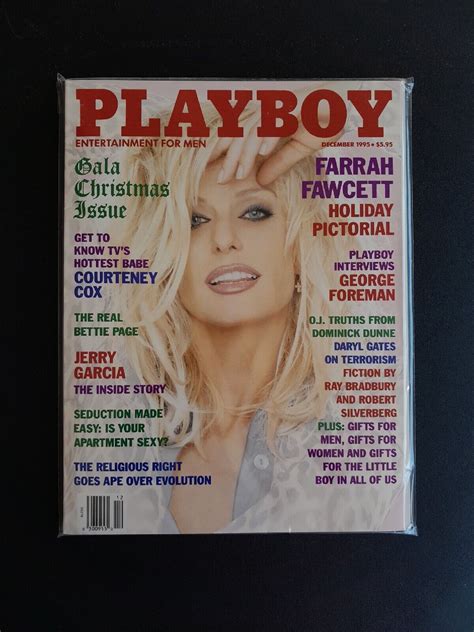 PLAYBOY
ENTERTAINMENT FOR MEN
DECEMBER 1995 • $5.95
Gala
Christmas
Issue
GET TO
KNOW TV'S
HOTTEST BABE
COURTENEY
COX
THE REAL
BETTIE PAGE
JERRY
GARCIA
THE INSIDE STORY
SEDUCTION MADE
EASY: IS YOUR
APARTMENT SEXY?
THE RELIGIOUS RIGHT
GOES APE OVER EVOLUTION
FARRAH
FAWCETT
HOLIDAY
PICTORIAL
PLAYBOY
INTERVIEWS
GEORGE
FOREMAN
O.J. TRUTHS FROM
DOMINICK DUNNE
DARYL GATES
ON TERRORISM
FICTION BY
RAY BRADBURY
AND ROBERT
SILVERBERG
PLUS: GIFTS FOR
MEN, GIFTS FOR
WOMEN AND GIFTS
FOR THE LITTLE
BOY IN ALL OF US
12